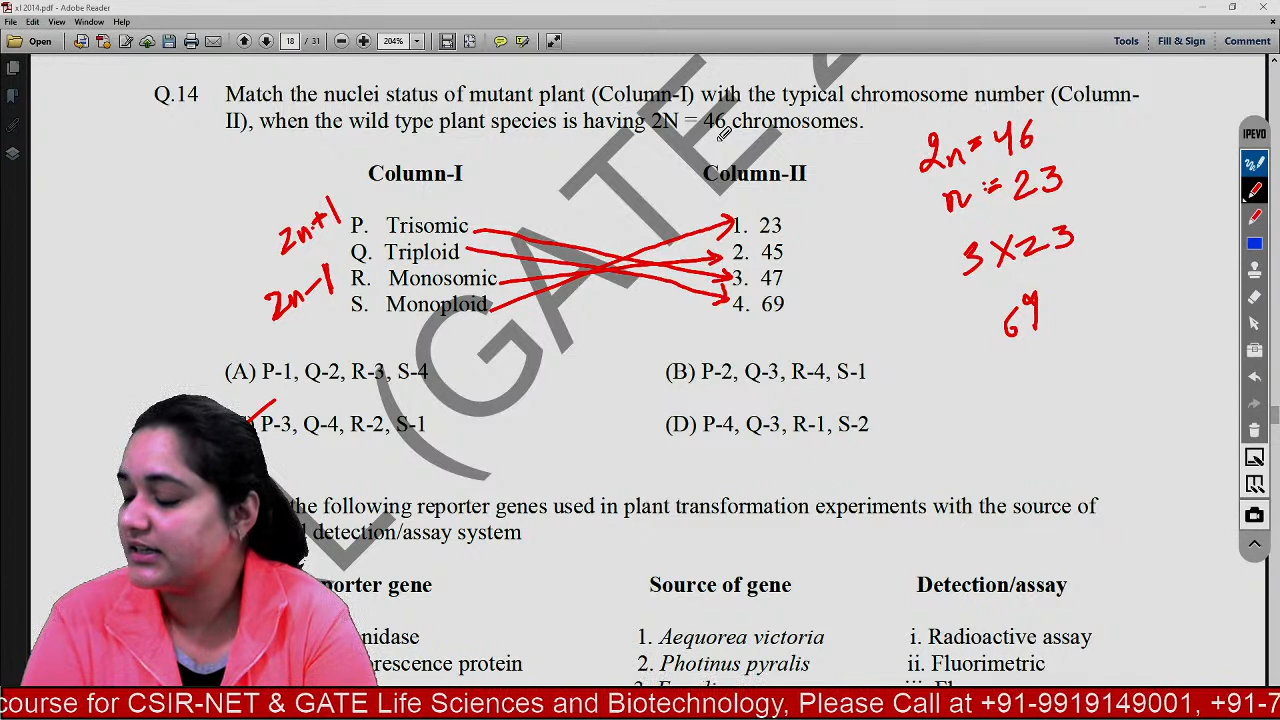 xl 2014.pdf - Adobe Reader
File Edit View Window Help
Open 18 / 31 204% Tools Fill & Sign Comment
Q.14 Match the nuclei status of mutant plant (Column-I) with the typical chromosome number (Column-
II), when the wild type plant species is having 2N = 46 chromosomes.
2n = 46
n = 23
3 X 23
69
Column-I Column-II
2n+1 P. Trisomic 1. 23
Q. Triploid 2. 45
2n-1 R. Monosomic 3. 47
S. Monoploid 4. 69
(A) P-1, Q-2, R-3, S-4 (B) P-2, Q-3, R-4, S-1
P-3, Q-4, R-2, S-1 (D) P-4, Q-3, R-1, S-2
the following reporter genes used in plant transformation experiments with the source of
detection/assay system
gene Source of gene Detection/assay
1. Aequorea victoria i. Radioactive assay
protein 2. Photinus pyralis ii. Fluorimetric
IPEVO
(GATE 2
course for CSIR-NET & GATE Life Sciences and Biotechnology, Please Call at +91-9919149001, +91-7